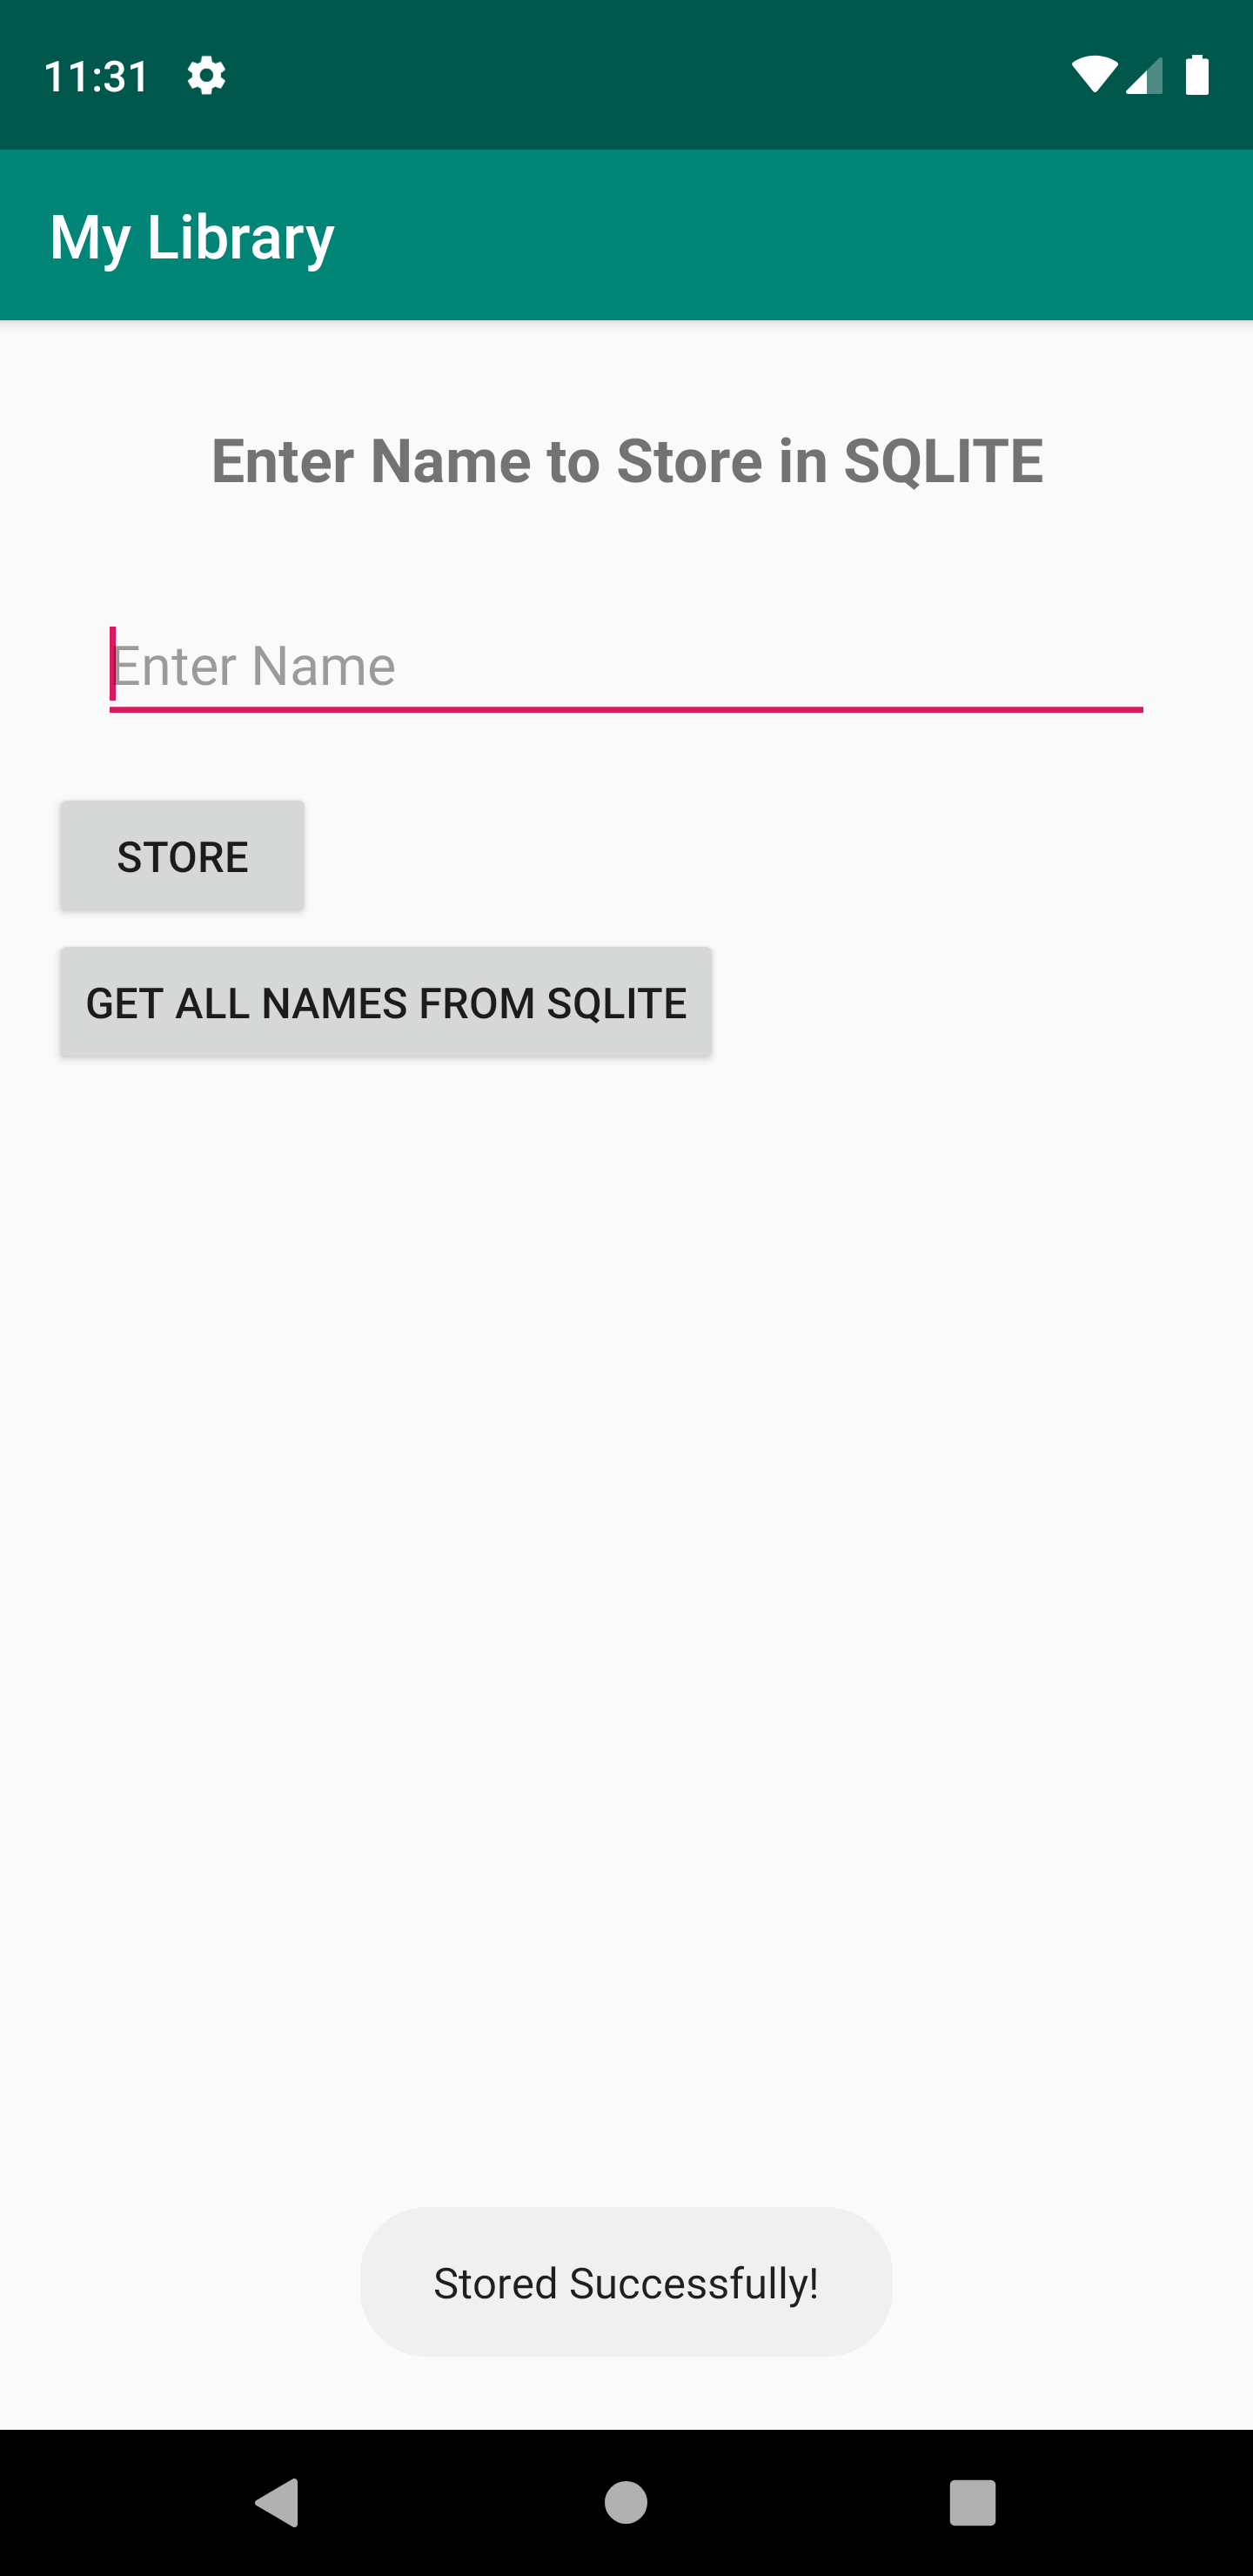 11:31
My Library
Enter Name to Store in SQLITE
Enter Name
STORE
GET ALL NAMES FROM SQLITE
Stored Successfully!